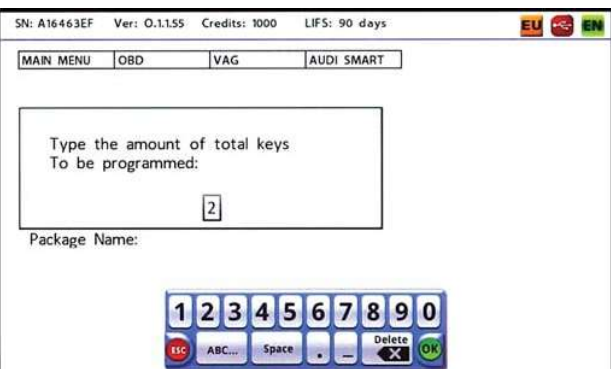 SN: A16463EF Ver: O.1.1.55 Credits: 1000 LIFS: 90 days EU EN
MAIN MENU OBD VAG AUDI SMART
Type the amount of total keys
To be programmed:
2
Package Name:
1 2 3 4 5 6 7 8 9 0
ESC ABC... Space . _ Delete OK